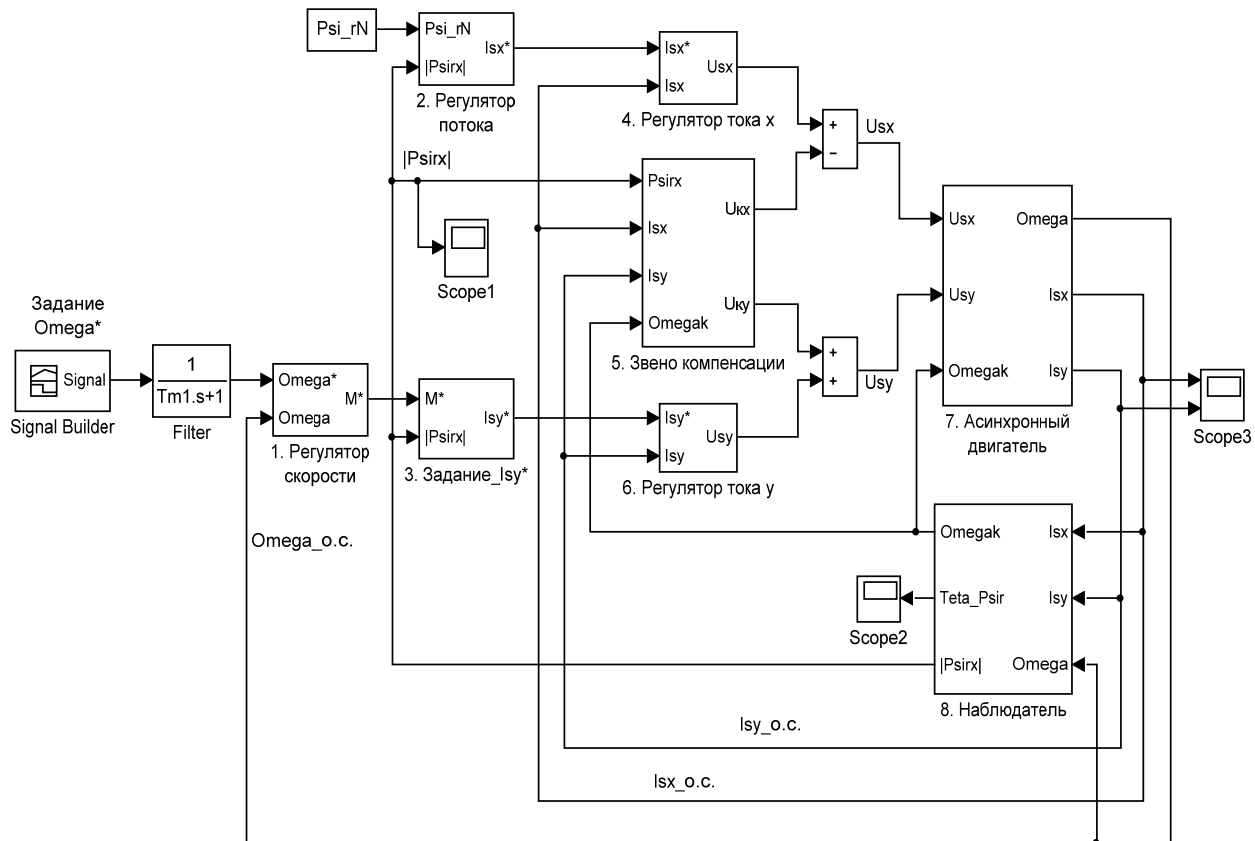 Psi_rN
Psi_rN
Isx*
|Psirx|
2. Регулятор
потока
Isx*
Isx
Usx
4. Регулятор тока x
+
−
Usx
|Psirx|
Scope1
Psirx
Isx
Isy
Omegak
Uкx
Uкy
5. Звено компенсации
+
+
Usy
Usx
Usy
Omegak
Omega
Isx
Isy
7. Асинхронный
двигатель
Scope3
Задание
Omega*
Signal
Signal Builder
1
Tm1.s+1
Filter
Omega*
Omega
M*
1. Регулятор
скорости
M*
|Psirx|
Isy*
3. Задание_Isy*
Isy*
Isy
Usy
6. Регулятор тока y
Omega_о.с.
Omegak
Teta_Psir
|Psirx|
Isx
Isy
Omega
8. Наблюдатель
Scope2
Isy_о.с.
Isx_о.с.